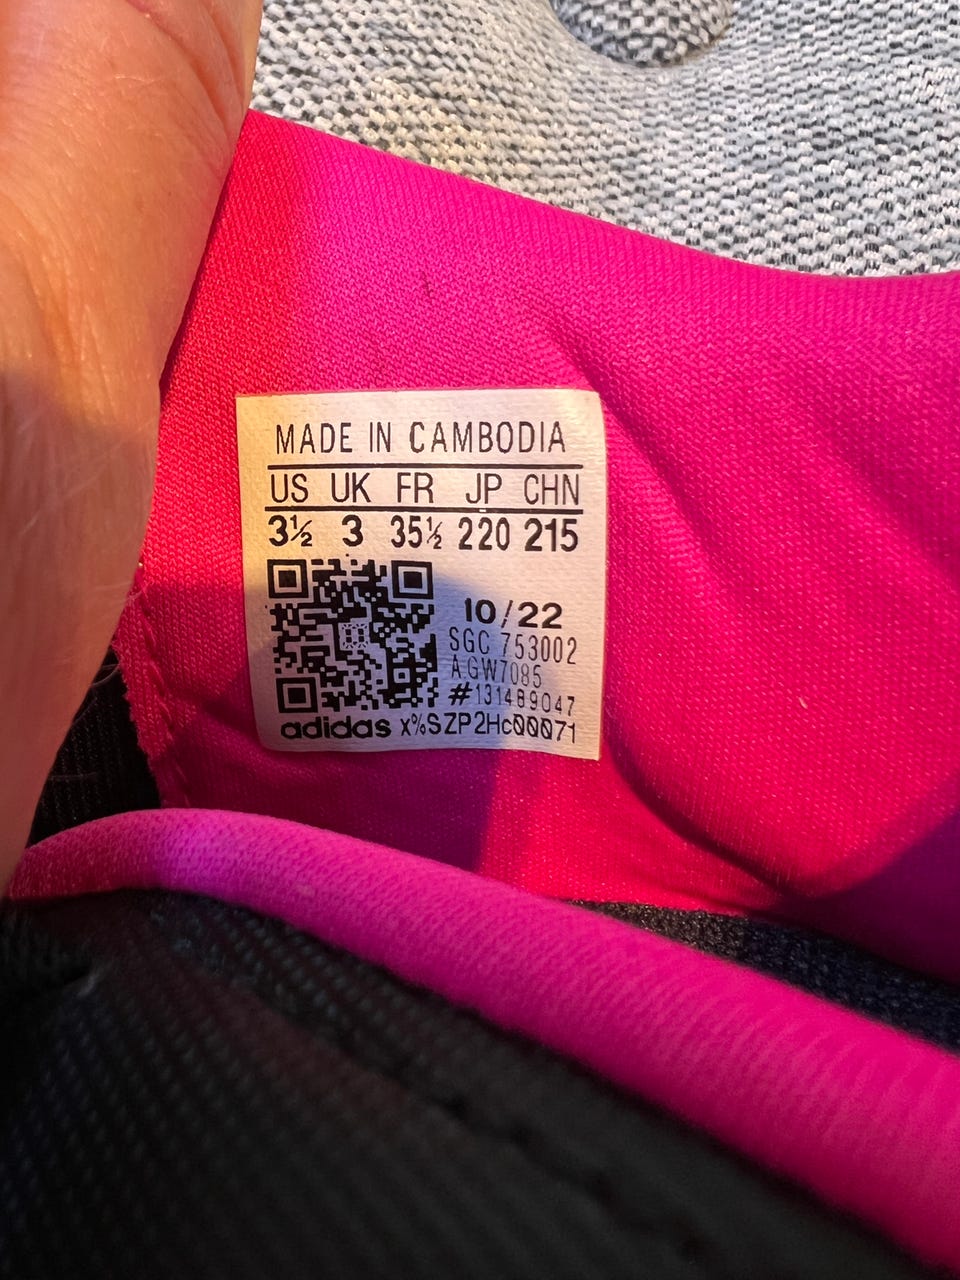 MADE IN CAMBODIA
US UK FR JP CHN
3½ 3 35½ 220 215
10/22
SGC 753002
A.GW7085
#131489047
adidas X%SZP2Hc00071